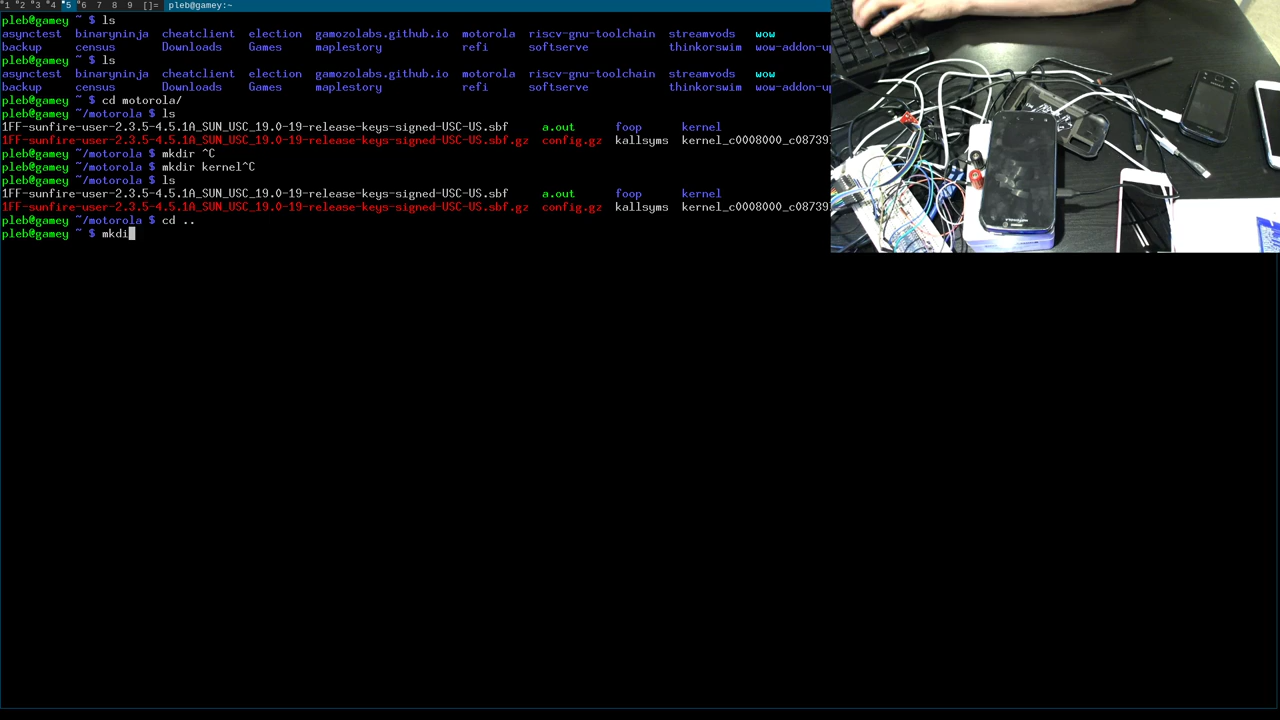 1 2 3 4 5 6 7 8 9 []= pleb@gamey:~
pleb@gamey ~ $ ls
asynctest binaryninja cheatclient election gamozolabs.github.io motorola riscv-gnu-toolchain streamvods wow
backup census Downloads Games maplestory refi softserve thinkorswim wow-addon-up
pleb@gamey ~ $ ls
asynctest binaryninja cheatclient election gamozolabs.github.io motorola riscv-gnu-toolchain streamvods wow
backup census Downloads Games maplestory refi softserve thinkorswim wow-addon-up
pleb@gamey ~ $ cd motorola/
pleb@gamey ~/motorola $ ls
1FF-sunfire-user-2.3.5-4.5.1A_SUN_USC_19.0-19-release-keys-signed-USC-US.sbf a.out foop kernel
1FF-sunfire-user-2.3.5-4.5.1A_SUN_USC_19.0-19-release-keys-signed-USC-US.sbf.gz config.gz kallsyms kernel_c0008000_c08739
pleb@gamey ~/motorola $ mkdir ^C
pleb@gamey ~/motorola $ mkdir kernel^C
pleb@gamey ~/motorola $ ls
1FF-sunfire-user-2.3.5-4.5.1A_SUN_USC_19.0-19-release-keys-signed-USC-US.sbf a.out foop kernel
1FF-sunfire-user-2.3.5-4.5.1A_SUN_USC_19.0-19-release-keys-signed-USC-US.sbf.gz config.gz kallsyms kernel_c0008000_c08739
pleb@gamey ~/motorola $ cd ..
pleb@gamey ~ $ mkdi